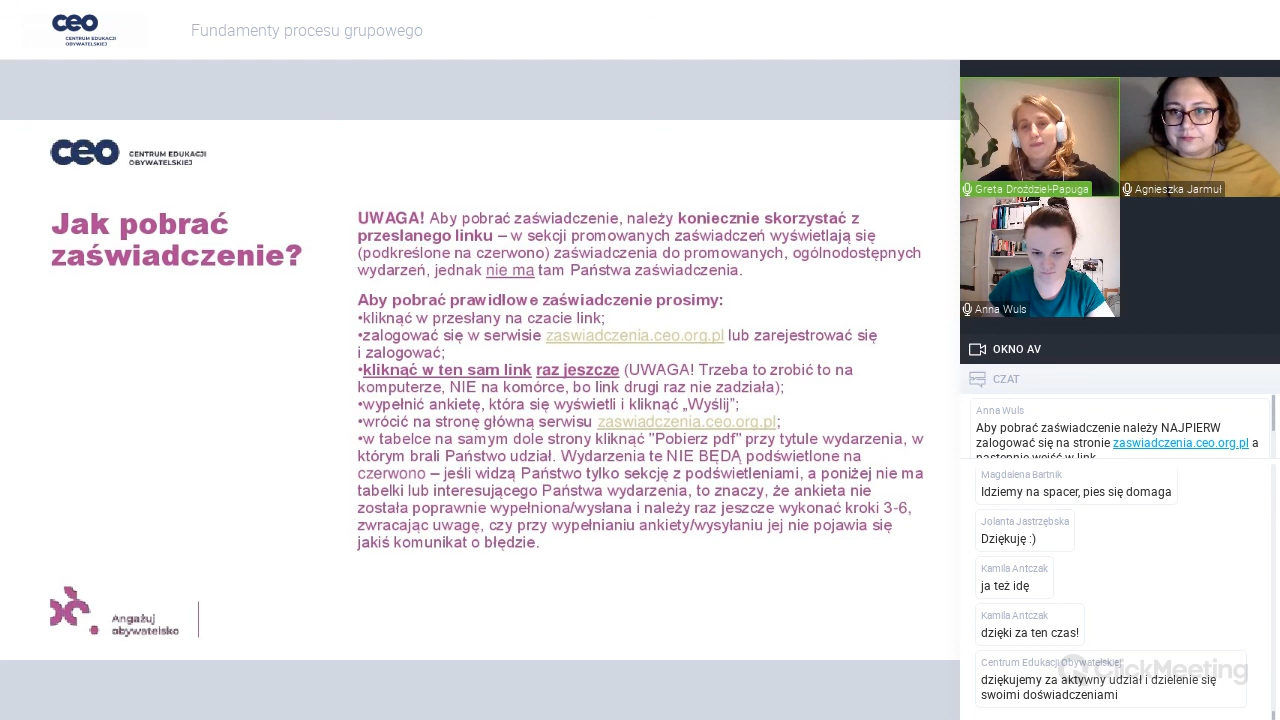 ceo
CENTRUM EDUKACJI
OBYWATELSKIEJ
Fundamenty procesu grupowego
ceo
CENTRUM EDUKACJI
OBYWATELSKIEJ
Jak pobrać
zaświadczenie?
UWAGA! Aby pobrać zaświadczenie, należy koniecznie skorzystać z
przesłanego linku – w sekcji promowanych zaświadczeń wyświetlają się
(podkreślone na czerwono) zaświadczenia do promowanych, ogólnodostępnych
wydarzeń, jednak nie ma tam Państwa zaświadczenia.
Aby pobrać prawidłowe zaświadczenie prosimy:
•kliknąć w przesłany na czacie link;
•zalogować się w serwisie zaswiadczenia.ceo.org.pl lub zarejestrować się
i zalogować;
•kliknąć w ten sam link raz jeszcze (UWAGA! Trzeba to zrobić to na
komputerze, NIE na komórce, bo link drugi raz nie zadziała);
•wypełnić ankietę, która się wyświetli i kliknąć „Wyślij”;
•wrócić na stronę główną serwisu zaswiadczenia.ceo.org.pl;
•w tabelce na samym dole strony kliknąć "Pobierz pdf" przy tytule wydarzenia, w
którym brali Państwo udział. Wydarzenia te NIE BĘDĄ podświetlone na
czerwono – jeśli widzą Państwo tylko sekcję z podświetleniami, a poniżej nie ma
tabelki lub interesującego Państwa wydarzenia, to znaczy, że ankieta nie
została poprawnie wypełniona/wysłana i należy raz jeszcze wykonać kroki 3-6,
zwracając uwagę, czy przy wypełnianiu ankiety/wysyłaniu jej nie pojawia się
jakiś komunikat o błędzie.
Angażuj
obywatelsko
Greta Droździel-Papuga
Agnieszka Jarmuł
Anna Wuls
OKNO AV
CZAT
Anna Wuls
Aby pobrać zaświadczenie należy NAJPIERW
zalogować się na stronie zaswiadczenia.ceo.org.pl a
następnie wejść w link
Magdalena Bartnik
Idziemy na spacer, pies się domaga
Jolanta Jastrzębska
Dziękuję :)
Kamila Antczak
ja też idę
Kamila Antczak
dzięki za ten czas!
Centrum Edukacji Obywatelskiej
dziękujemy za aktywny udział i dzielenie się
swoimi doświadczeniami
ClickMeeting